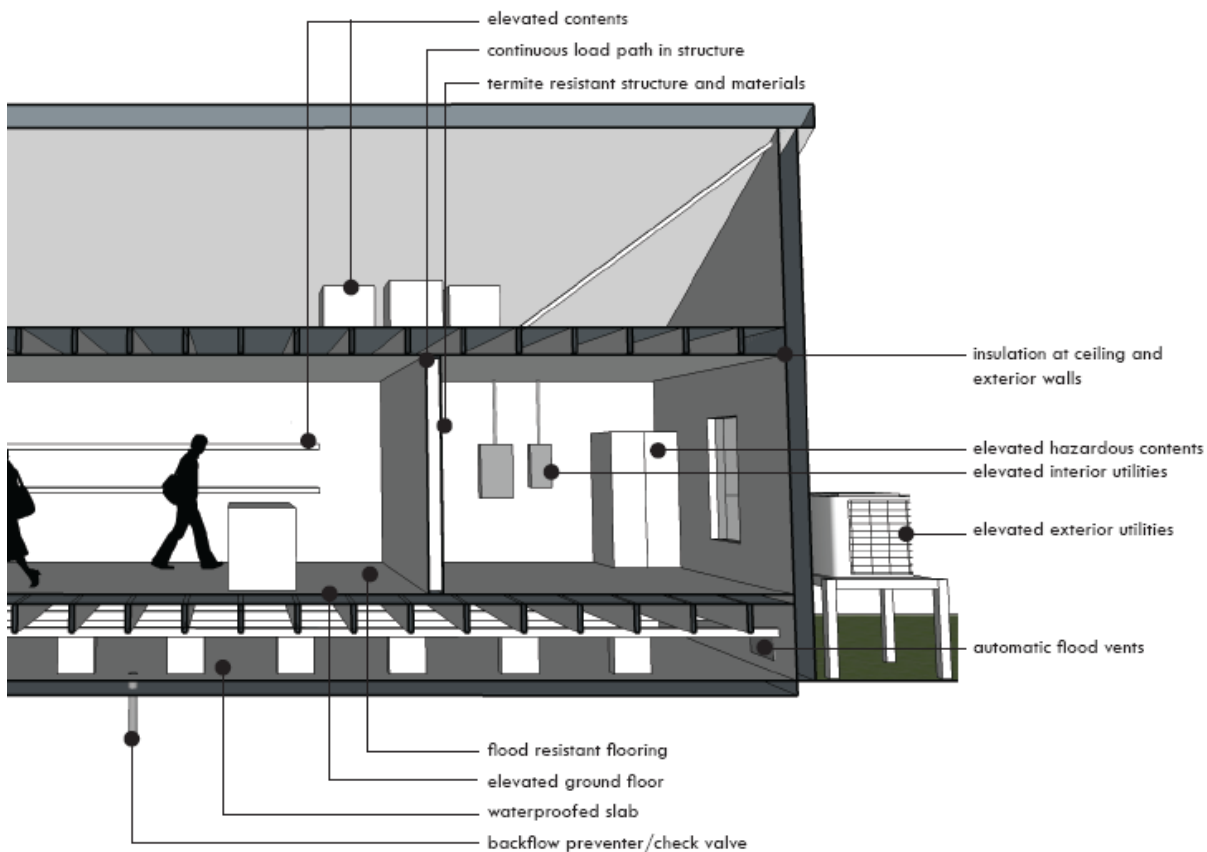 elevated contents
continuous load path in structure
termite resistant structure and materials
insulation at ceiling and
exterior walls
elevated hazardous contents
elevated interior utilities
elevated exterior utilities
automatic flood vents
flood resistant flooring
elevated ground floor
waterproofed slab
backflow preventer/check valve